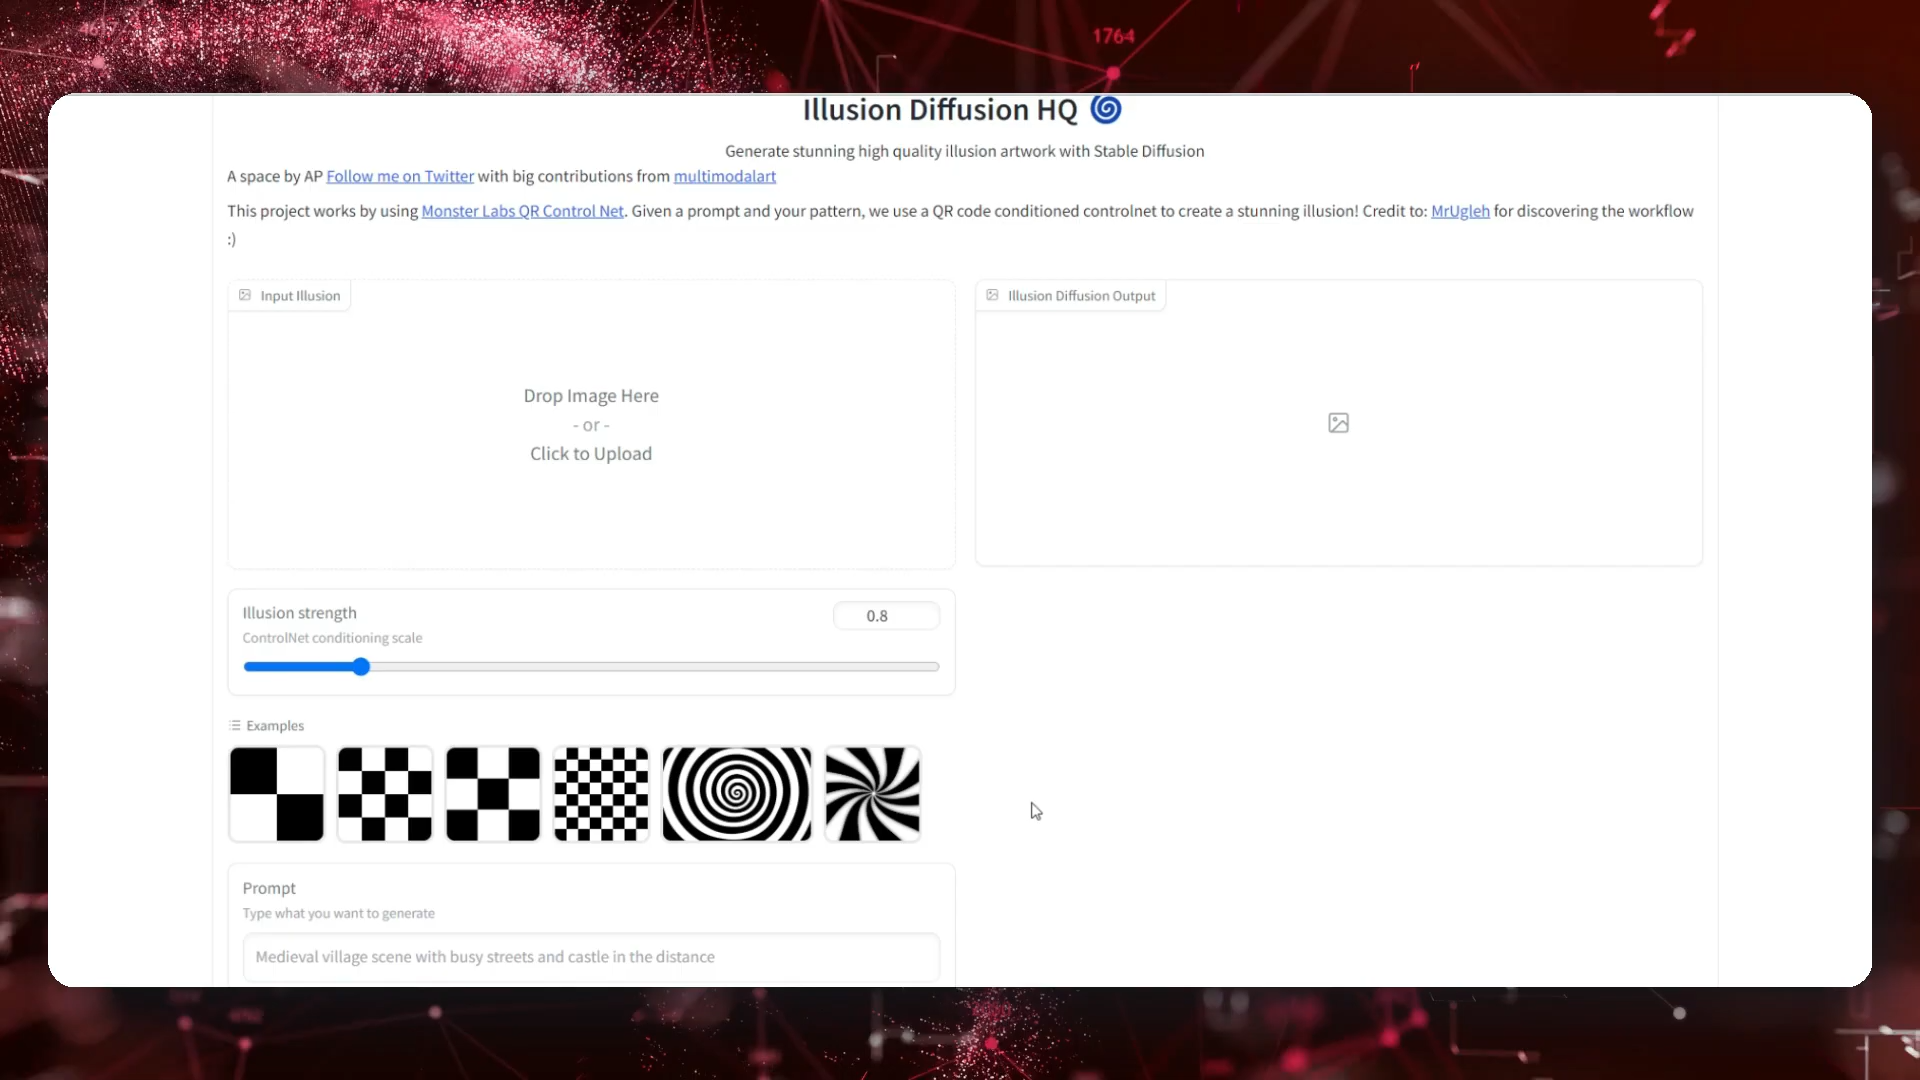 1764
Illusion Diffusion HQ
Generate stunning high quality illusion artwork with Stable Diffusion
A space by AP Follow me on Twitter with big contributions from multimodalart
This project works by using Monster Labs QR Control Net. Given a prompt and your pattern, we use a QR code conditioned controlnet to create a stunning illusion! Credit to: MrUgleh for discovering the workflow
:)
Input Illusion
Illusion Diffusion Output
Drop Image Here
- or -
Click to Upload
Illusion strength
0.8
ControlNet conditioning scale
Examples
Prompt
Type what you want to generate
Medieval village scene with busy streets and castle in the distance